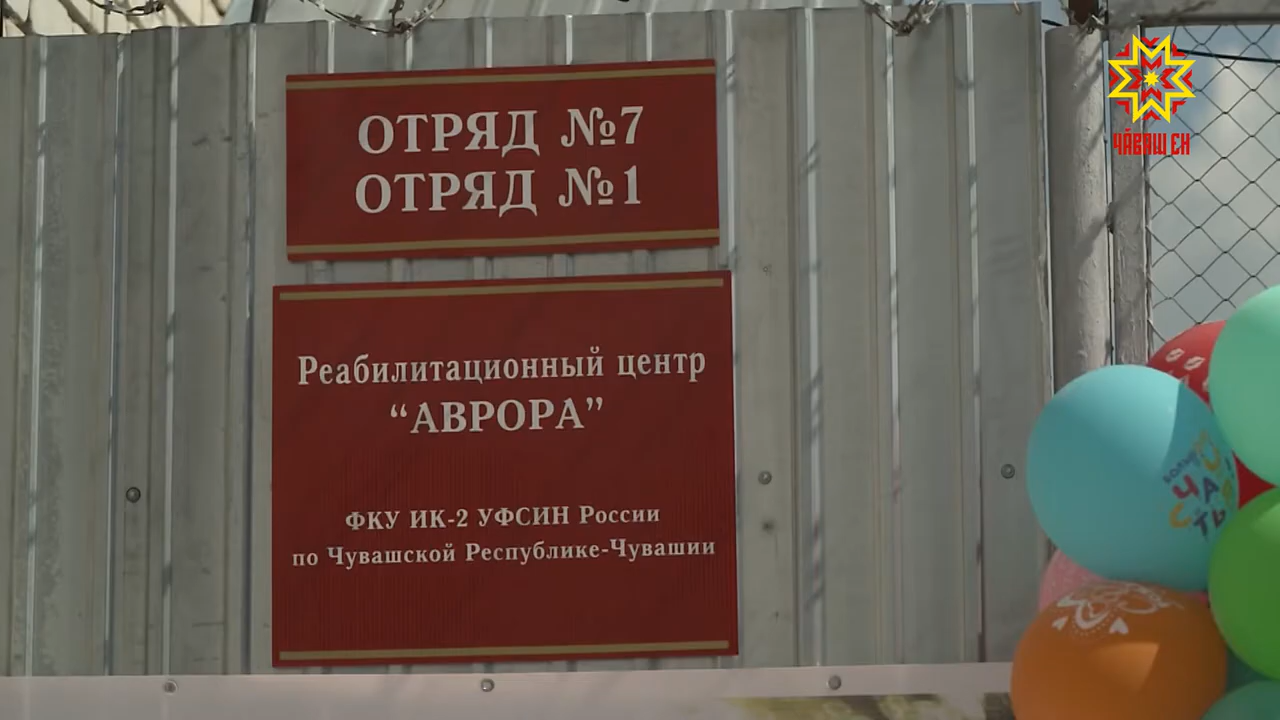 ОТРЯД №7
ОТРЯД №1
Реабилитационный центр
“АВРОРА”
ФКУ ИК-2 УФСИН России
по Чувашской Республике-Чувашии
ЧӐВАШ ЕН